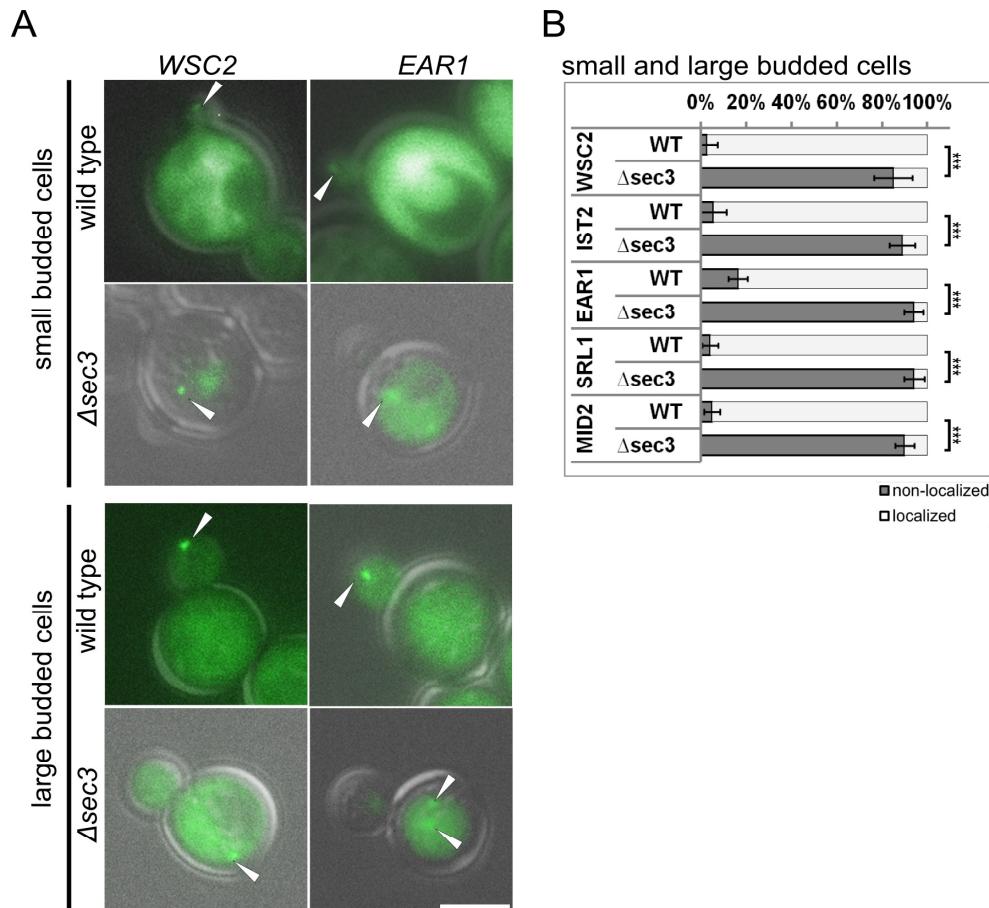 A
WSC2 EAR1
small budded cells
wild type
Δsec3
large budded cells
wild type
Δsec3
B
small and large budded cells
0% 20% 40% 60% 80% 100%
WSC2
WT
***
Δsec3
IST2
WT
***
Δsec3
EAR1
WT
***
Δsec3
SRL1
WT
***
Δsec3
MID2
WT
***
Δsec3
non-localized
localized